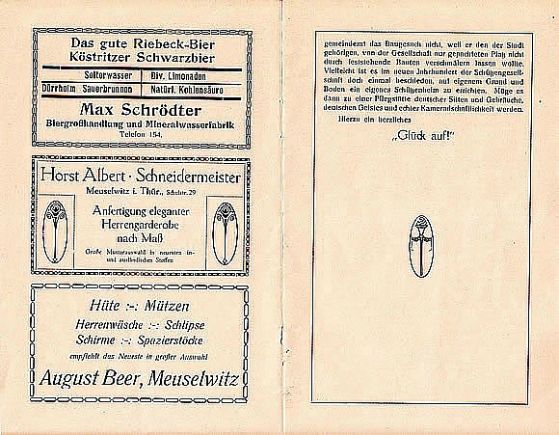 Das gute Riebeck-Bier
Köstritzer Schwarzbier
Selterwasser Div. Limonaden
Dürrheim Sauerbrunnen Natürl. Kohlensäure
Max Schrödter
Biergroßhandlung und Mineralwasserfabrik
Telefon 154.
Horst Albert · Schneidermeister
Meuselwitz i. Thür., 29
Anfertigung eleganter
Herrengarderobe
nach Maß
Große Musterauswahl in neuesten in-
und ausländischen Stoffen
Hüte :-: Mützen
Herrenwäsche :-: Schlipse
Schirme :-: Spazierstöcke
empfiehlt das Neueste in großer Auswahl
August Beer, Meuselwitz
gemeinderat das Baugesuch nicht, weil er den der Stadt
gehörigen, von der Gesellschaft nur gepachteten Platz nicht
durch feststehende Bauten verschmälern lassen wollte.
Vielleicht ist es im neuen Jahrhundert der Schützengesell-
schaft doch einmal beschieden, auf eigenem Grund und
Boden ein eigenes Schützenheim zu errichten. Möge es
dann zu einer Pflegstätte deutscher Sitten und Gebräuche,
deutschen Geistes und echter Kameradschaftlichkeit werden.
Hierzu ein herzliches
„Glück auf!“